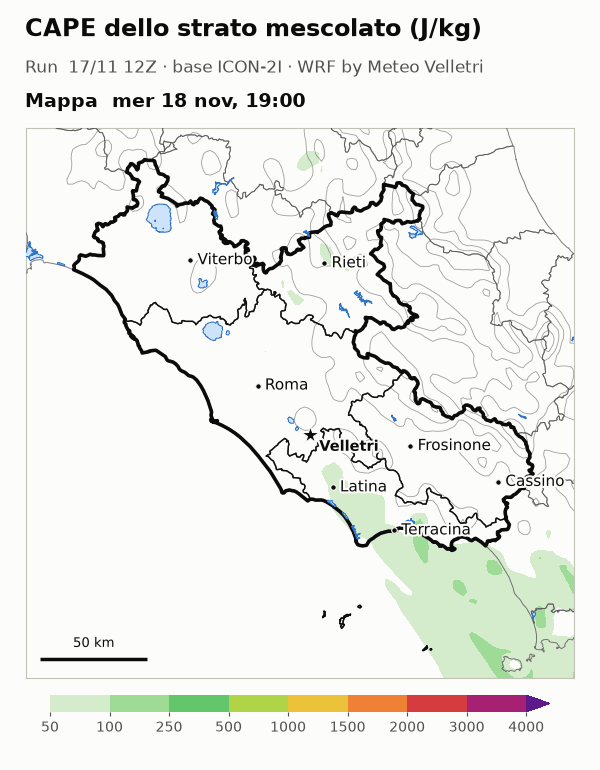 CAPE dello strato mescolato (J/kg)
Run 17/11 12Z · base ICON-2I · WRF by Meteo Velletri
Mappa mer 18 nov, 19:00
Viterbo
Rieti
Roma
Velletri
Frosinone
Latina
Cassino
Terracina
50 km
50 100 250 500 1000 1500 2000 3000 4000